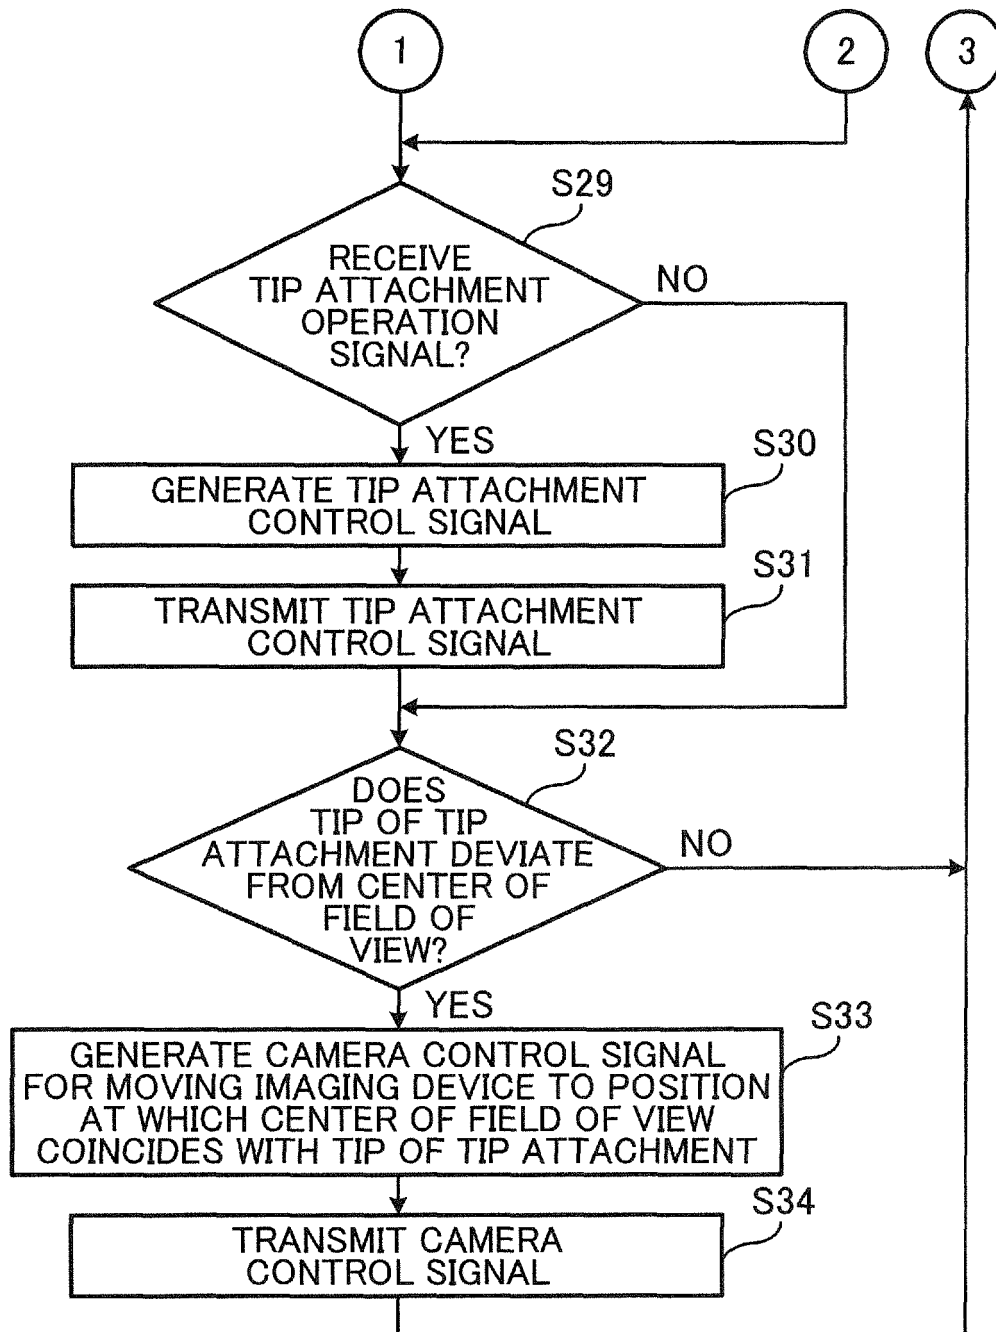 1
2
3
S29
RECEIVE
TIP ATTACHMENT
OPERATION
SIGNAL?
NO
YES
S30
GENERATE TIP ATTACHMENT
CONTROL SIGNAL
S31
TRANSMIT TIP ATTACHMENT
CONTROL SIGNAL
S32
DOES
TIP OF TIP
ATTACHMENT DEVIATE
FROM CENTER OF
FIELD OF
VIEW?
NO
YES
S33
GENERATE CAMERA CONTROL SIGNAL
FOR MOVING IMAGING DEVICE TO POSITION
AT WHICH CENTER OF FIELD OF VIEW
COINCIDES WITH TIP OF TIP ATTACHMENT
S34
TRANSMIT CAMERA
CONTROL SIGNAL